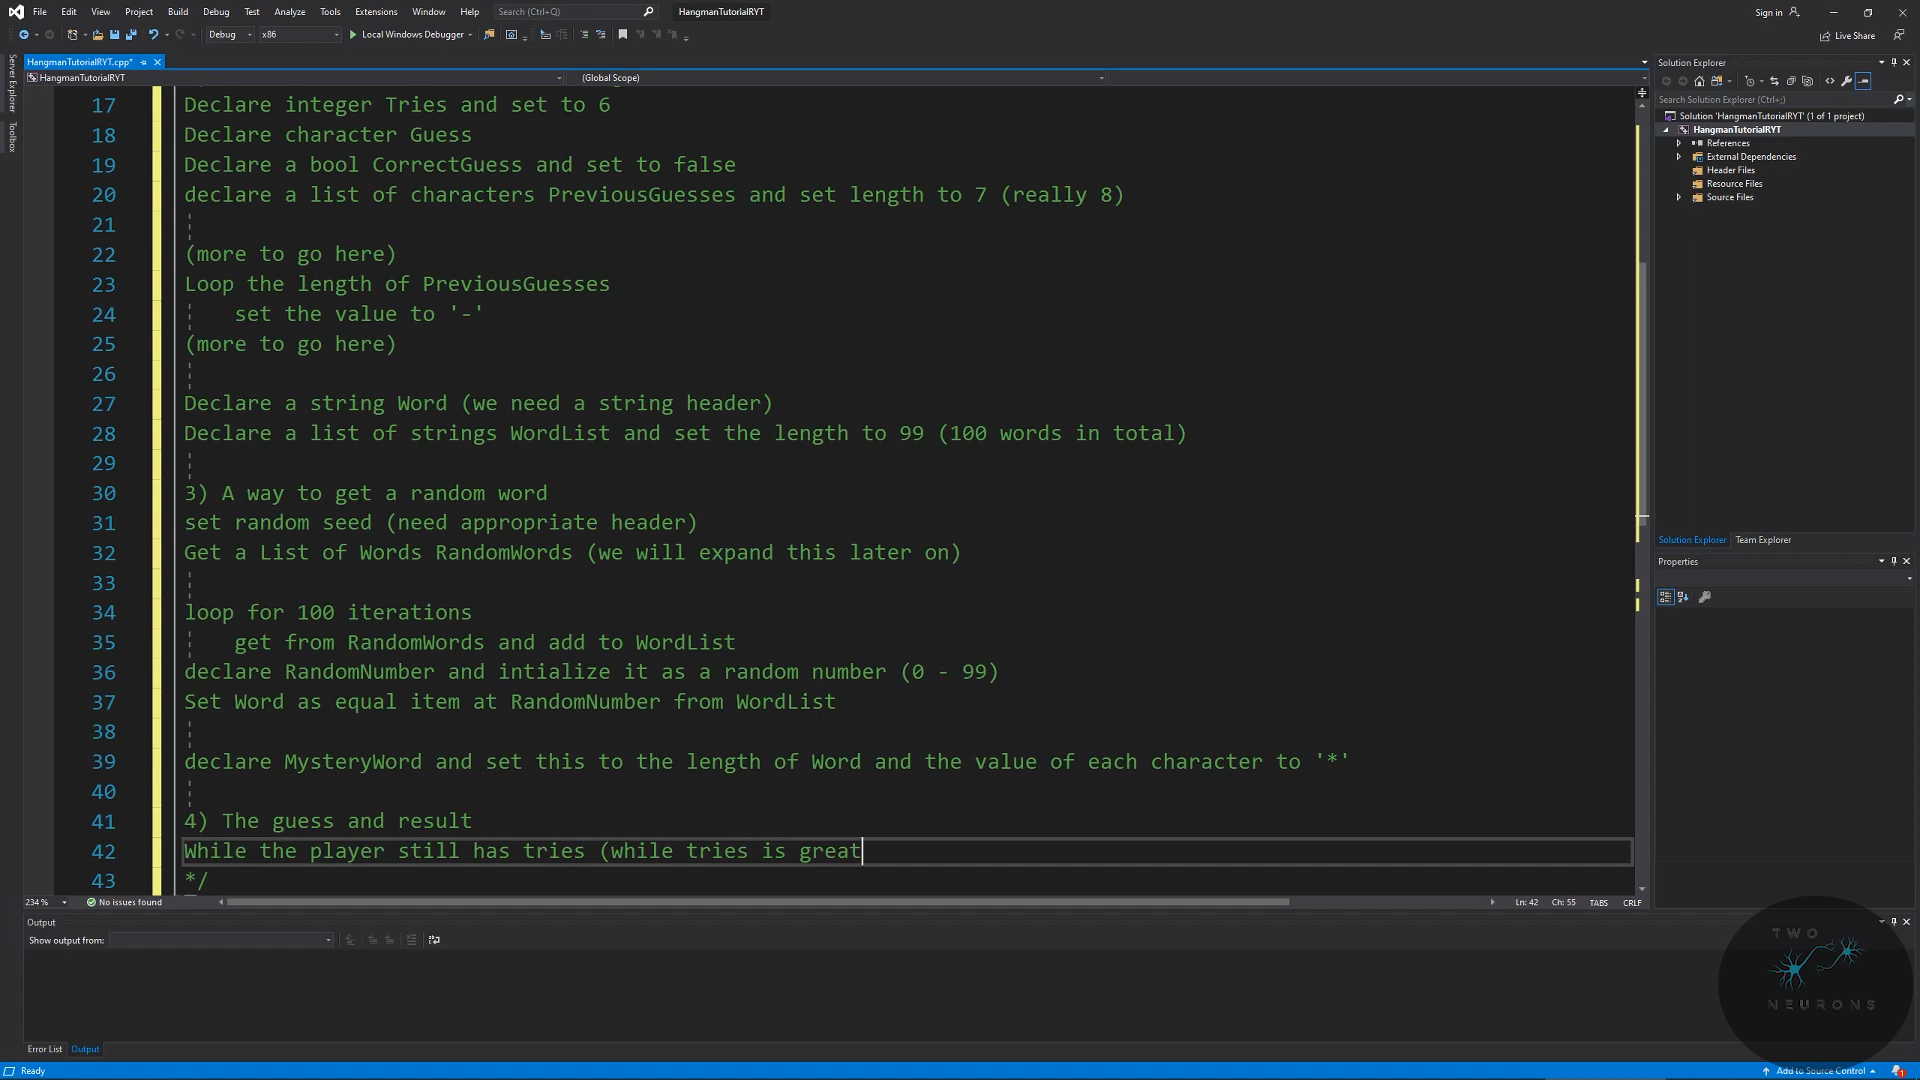 File Edit View Project Build Debug Test Analyze Tools Extensions Window Help Search (Ctrl+Q) HangmanTutorialRYT Sign in
Debug x86 Local Windows Debugger Live Share
Server Explorer
Toolbox
HangmanTutorialRYT.cpp*
HangmanTutorialRYT (Global Scope)
17 Declare integer Tries and set to 6
18 Declare character Guess
19 Declare a bool CorrectGuess and set to false
20 declare a list of characters PreviousGuesses and set length to 7 (really 8)
21
22 (more to go here)
23 Loop the length of PreviousGuesses
24 set the value to '-'
25 (more to go here)
26
27 Declare a string Word (we need a string header)
28 Declare a list of strings WordList and set the length to 99 (100 words in total)
29
30 3) A way to get a random word
31 set random seed (need appropriate header)
32 Get a List of Words RandomWords (we will expand this later on)
33
34 loop for 100 iterations
35 get from RandomWords and add to WordList
36 declare RandomNumber and intialize it as a random number (0 - 99)
37 Set Word as equal item at RandomNumber from WordList
38
39 declare MysteryWord and set this to the length of Word and the value of each character to '*'
40
41 4) The guess and result
42 While the player still has tries (while tries is great
43 */
234 % No issues found Ln: 42 Ch: 55 TABS CRLF
Output
Show output from:
Error List Output
Solution Explorer
Search Solution Explorer (Ctrl+;)
Solution 'HangmanTutorialRYT' (1 of 1 project)
HangmanTutorialRYT
References
External Dependencies
Header Files
Resource Files
Source Files
Solution Explorer Team Explorer
Properties
TWO
NEURONS
Ready Add to Source Control 1